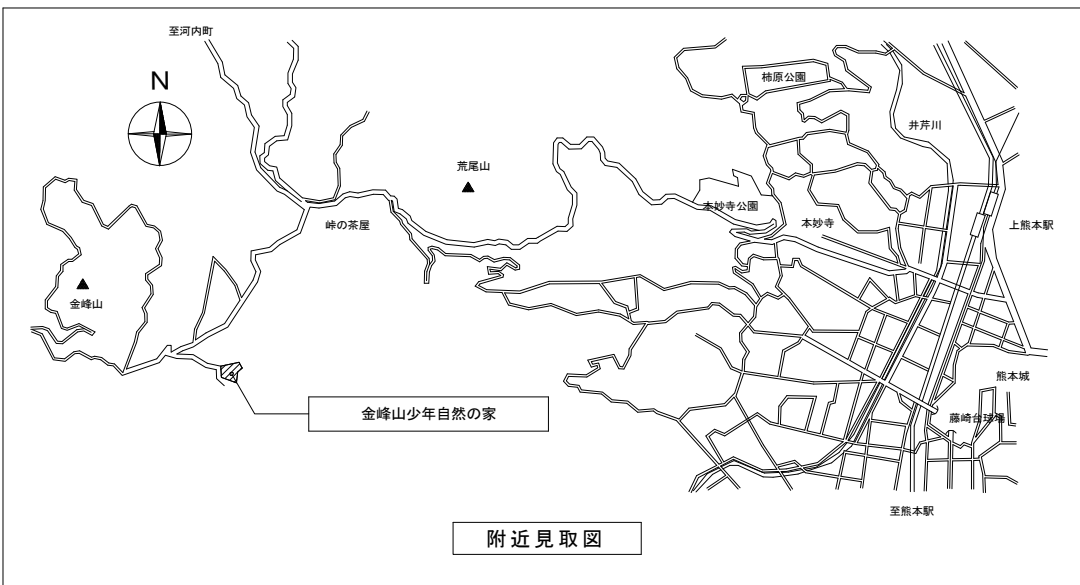 至河内町
N
柿原公園
井芹川
荒尾山
本妙寺公園
峠の茶屋
本妙寺
上熊本駅
金峰山
熊本城
金峰山少年自然の家
藤崎台球場
至熊本駅
附近見取図